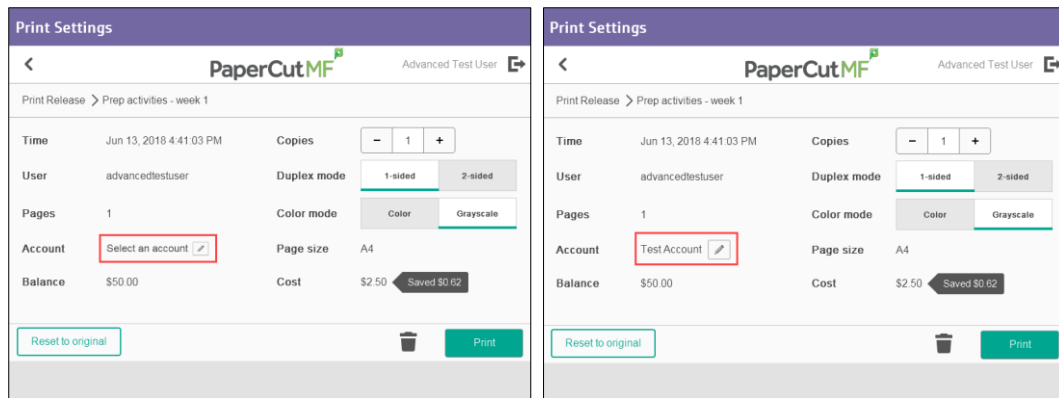 Print Settings
PaperCutMF
Advanced Test User
Print Release > Prep activities - week 1
Time Jun 13, 2018 4:41:03 PM Copies - 1 +
User advancedtestuser Duplex mode 1-sided 2-sided
Pages 1 Color mode Color Grayscale
Account Select an account Page size A4
Balance $50.00 Cost $2.50 Saved $0.62
Reset to original Print
Print Settings
PaperCutMF
Advanced Test User
Print Release > Prep activities - week 1
Time Jun 13, 2018 4:41:03 PM Copies - 1 +
User advancedtestuser Duplex mode 1-sided 2-sided
Pages 1 Color mode Color Grayscale
Account Test Account Page size A4
Balance $50.00 Cost $2.50 Saved $0.62
Reset to original Print